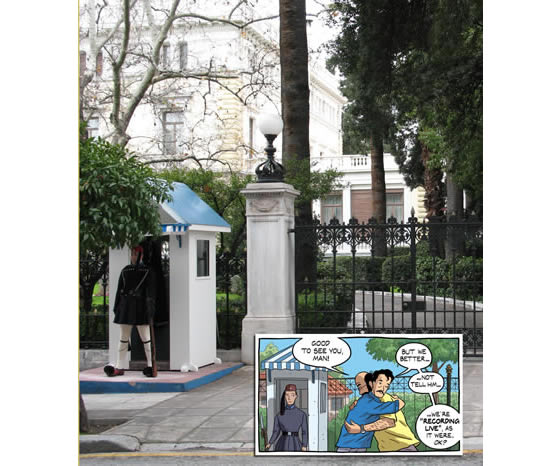 GOOD
TO SEE YOU,
MAN!
BUT WE
BETTER...
...NOT
TELL HIM...
...WE'RE
"RECORDING
LIVE", AS
IT WERE.
OK?